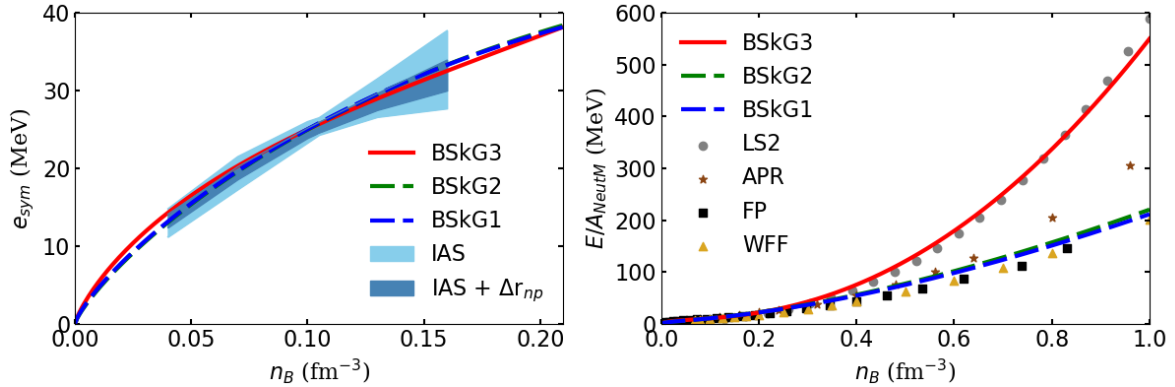 40
30
20
10
0
0.00 0.05 0.10 0.15 0.20
e_sym (MeV)
n_B (fm⁻³)
BSkG3
BSkG2
BSkG1
IAS
IAS + Δr_np
600
500
400
300
200
100
0
0.0 0.2 0.4 0.6 0.8 1.0
E/A_NeutM (MeV)
n_B (fm⁻³)
BSkG3
BSkG2
BSkG1
LS2
APR
FP
WFF